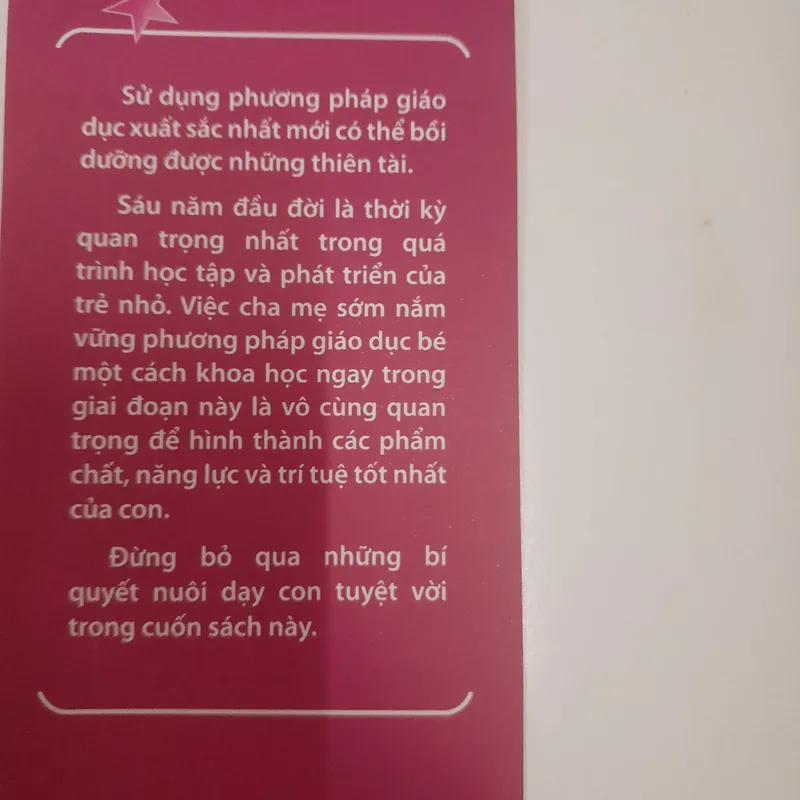 Sử dụng phương pháp giáo
dục xuất sắc nhất mới có thể bồi
dưỡng được những thiên tài.
Sáu năm đầu đời là thời kỳ
quan trọng nhất trong quá
trình học tập và phát triển của
trẻ nhỏ. Việc cha mẹ sớm nắm
vững phương pháp giáo dục bé
một cách khoa học ngay trong
giai đoạn này là vô cùng quan
trọng để hình thành các phẩm
chất, năng lực và trí tuệ tốt nhất
của con.
Đừng bỏ qua những bí
quyết nuôi dạy con tuyệt vời
trong cuốn sách này.